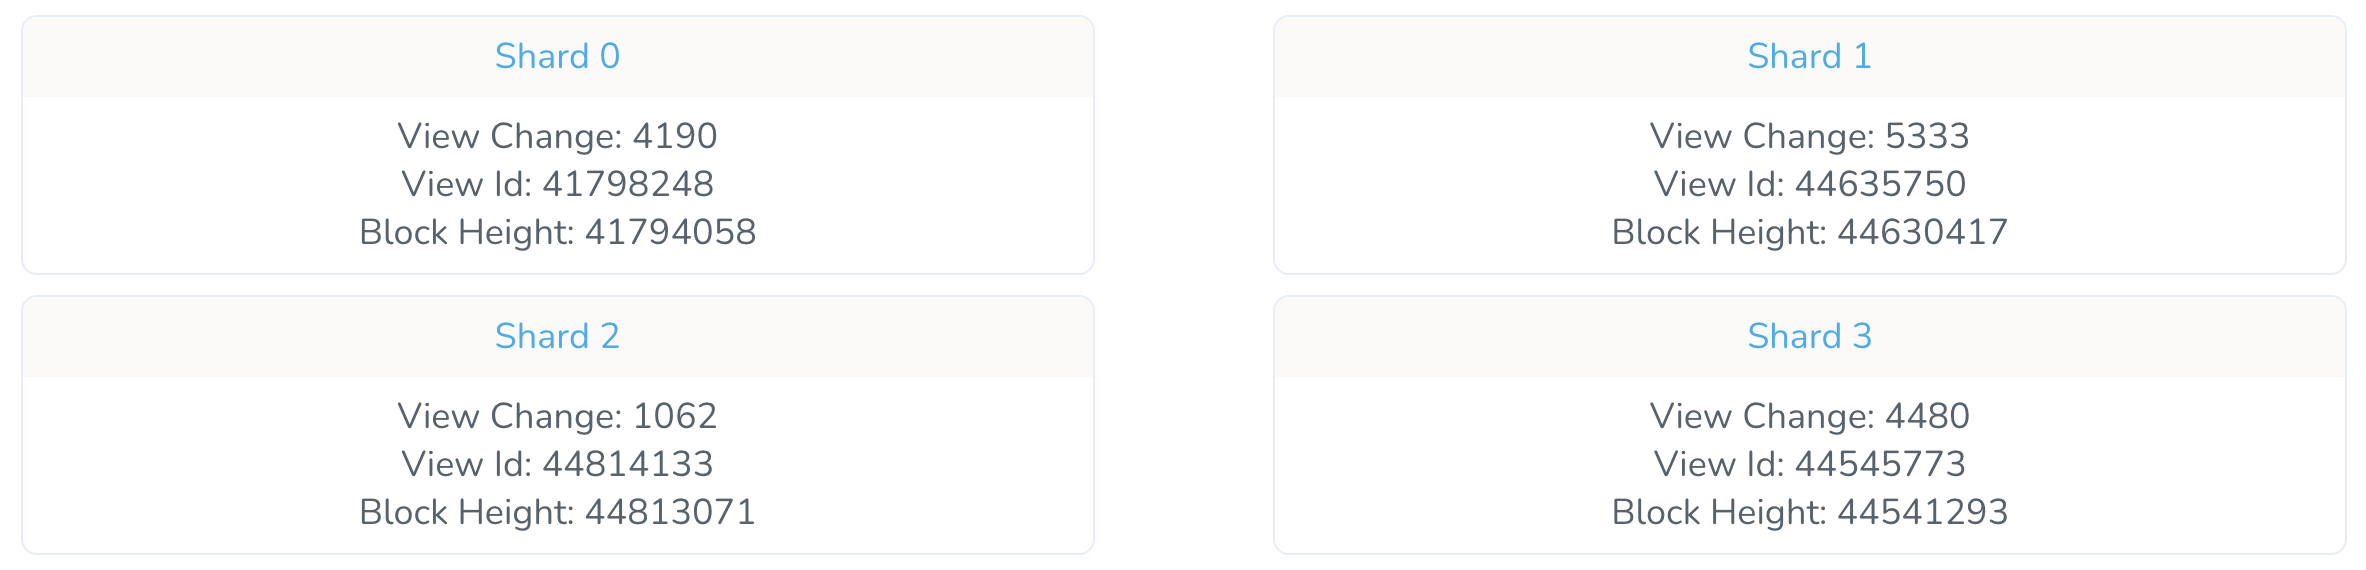 Shard 0
View Change: 4190
View Id: 41798248
Block Height: 41794058
Shard 1
View Change: 5333
View Id: 44635750
Block Height: 44630417
Shard 2
View Change: 1062
View Id: 44814133
Block Height: 44813071
Shard 3
View Change: 4480
View Id: 44545773
Block Height: 44541293